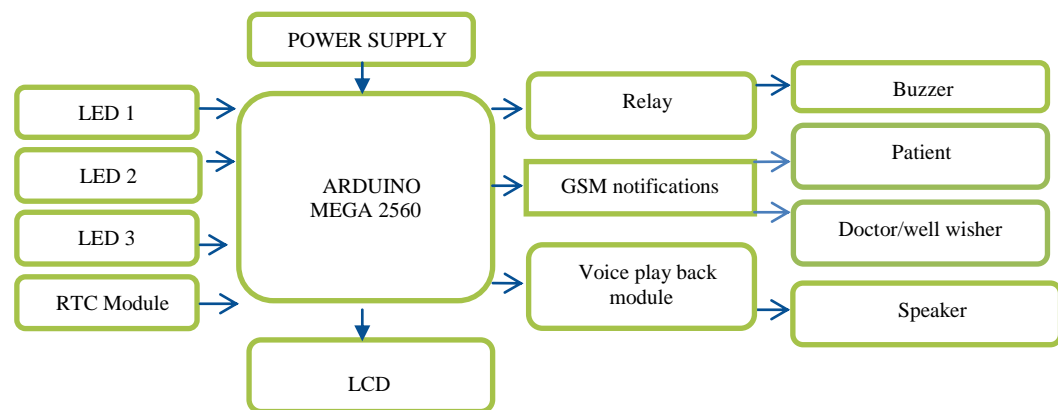 POWER SUPPLY
LED 1
LED 2
LED 3
RTC Module
ARDUINO
MEGA 2560
LCD
Relay
GSM notifications
Voice play back
module
Buzzer
Patient
Doctor/well wisher
Speaker